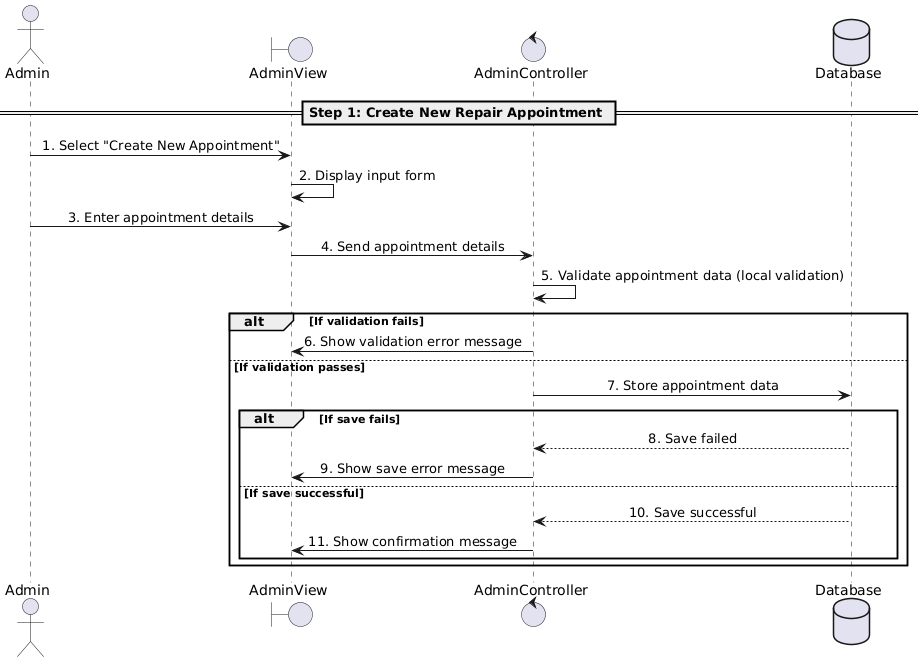 Admin
AdminView
AdminController
Database
Step 1: Create New Repair Appointment
1. Select "Create New Appointment"
2. Display input form
3. Enter appointment details
4. Send appointment details
5. Validate appointment data (local validation)
alt [If validation fails]
6. Show validation error message
[If validation passes]
7. Store appointment data
alt [If save fails]
8. Save failed
9. Show save error message
[If save successful]
10. Save successful
11. Show confirmation message
Admin
AdminView
AdminController
Database